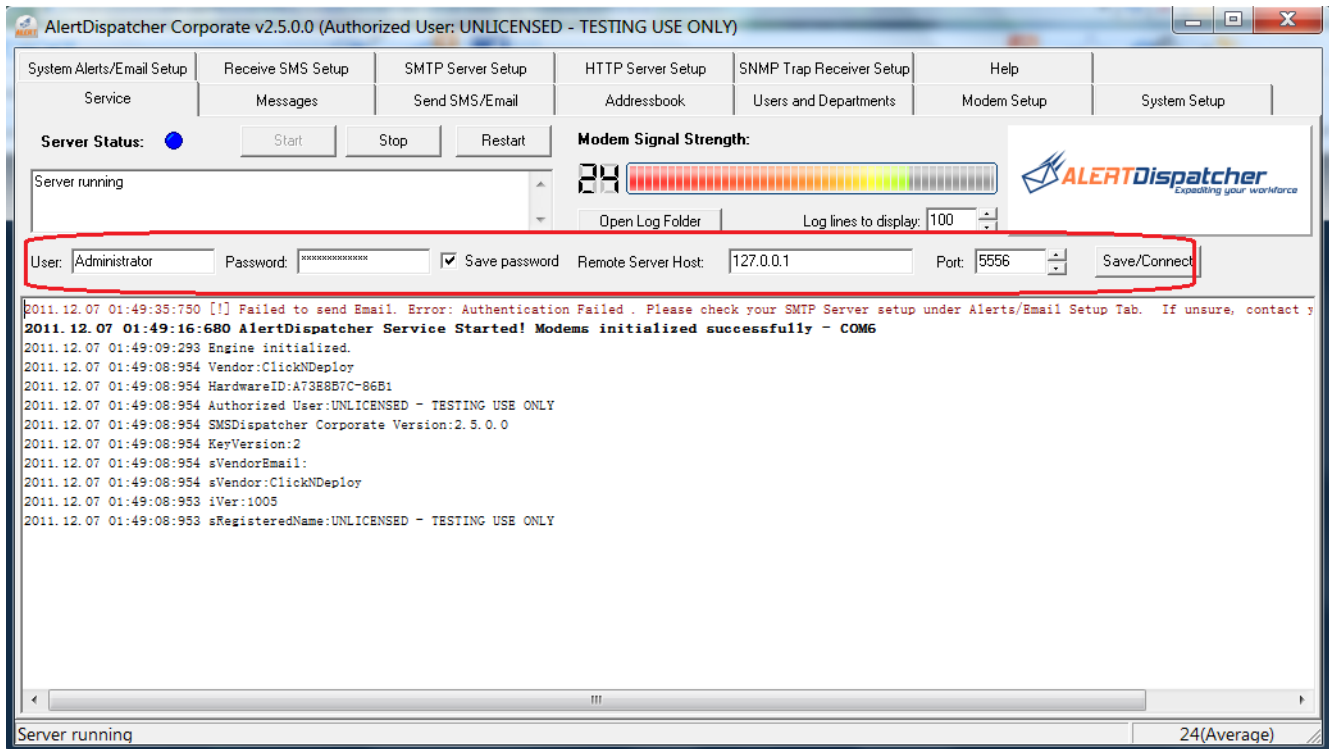 AlertDispatcher Corporate v2.5.0.0 (Authorized User: UNLICENSED - TESTING USE ONLY)
System Alerts/Email Setup Receive SMS Setup SMTP Server Setup HTTP Server Setup SNMP Trap Receiver Setup Help
Service Messages Send SMS/Email Addressbook Users and Departments Modem Setup System Setup
Server Status: Start Stop Restart Modem Signal Strength:
Server running
24
ALERTDispatcher
Expediting your workforce
Open Log Folder Log lines to display: 100
User: Administrator Password: ************* Save password Remote Server Host: 127.0.0.1 Port: 5556 Save/Connect
2011.12.07 01:49:35:750 [!] Failed to send Email. Error: Authentication Failed . Please check your SMTP Server setup under Alerts/Email Setup Tab. If unsure, contact y
2011.12.07 01:49:16:680 AlertDispatcher Service Started! Modems initialized successfully - COM6
2011.12.07 01:49:09:293 Engine initialized.
2011.12.07 01:49:08:954 Vendor:ClickNDeploy
2011.12.07 01:49:08:954 HardwareID:A73E8B7C-86B1
2011.12.07 01:49:08:954 Authorized User:UNLICENSED - TESTING USE ONLY
2011.12.07 01:49:08:954 SMSDispatcher Corporate Version:2.5.0.0
2011.12.07 01:49:08:954 KeyVersion:2
2011.12.07 01:49:08:954 sVendorEmail:
2011.12.07 01:49:08:954 sVendor:ClickNDeploy
2011.12.07 01:49:08:953 iVer:1005
2011.12.07 01:49:08:953 sRegisteredName:UNLICENSED - TESTING USE ONLY
Server running 24(Average)